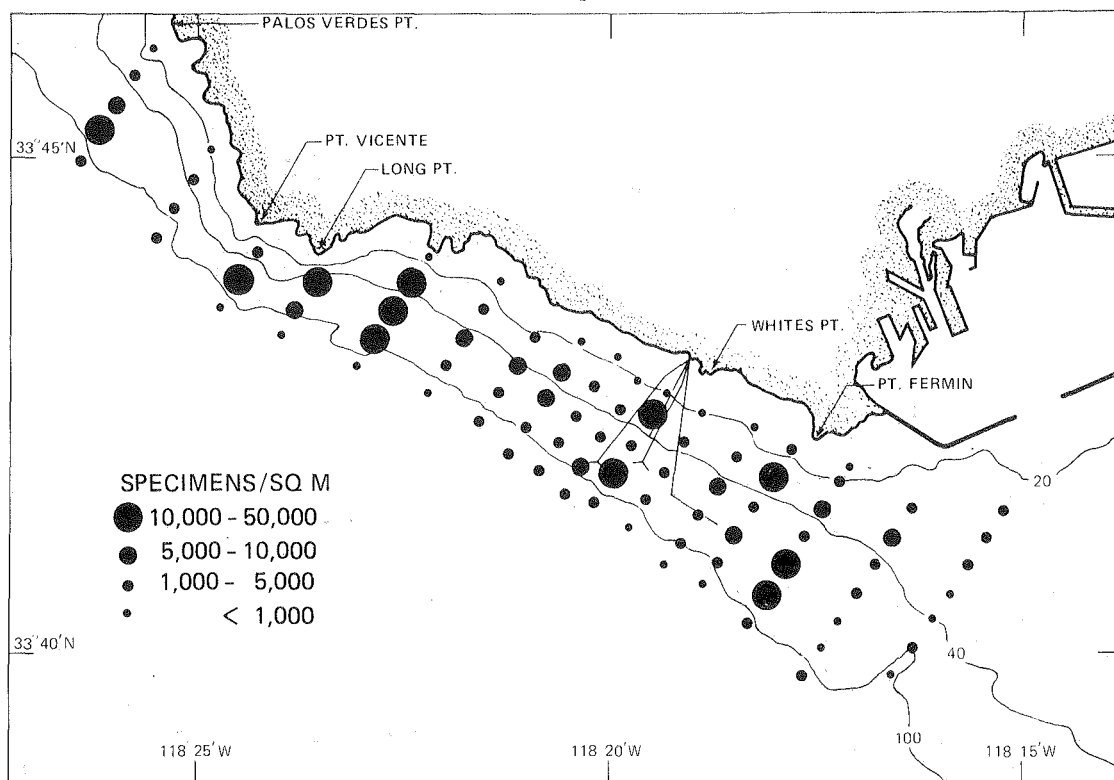 PALOS VERDES PT.
33°45'N
PT. VICENTE
LONG PT.
WHITES PT.
PT. FERMIN
20
SPECIMENS/SQ M
10,000 - 50,000
5,000 - 10,000
1,000 - 5,000
< 1,000
33°40'N
40
100
118 25'W
118 20'W
118 15'W